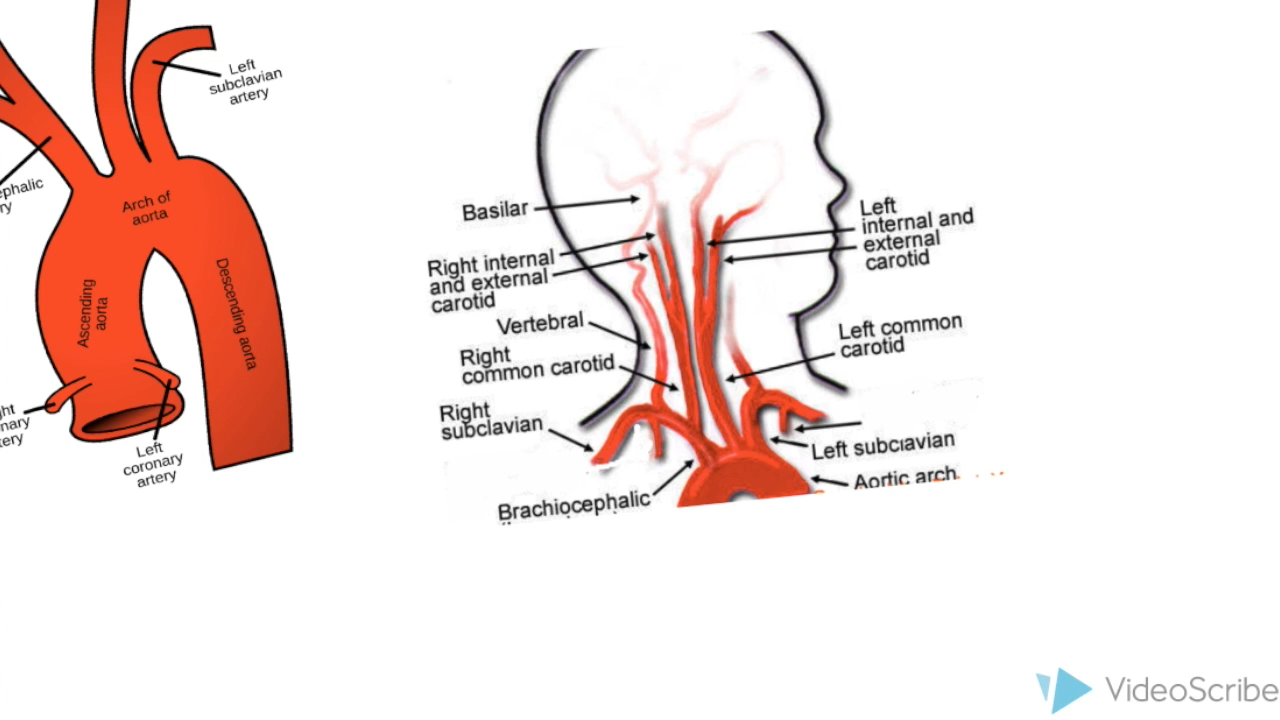 Left
subclavian
artery
Arch of
aorta
Ascending
aorta
Descending aorta
Left
coronary
artery
Basilar
Right internal
and external
carotid
Vertebral
Right
common carotid
Right
subclavian
Brachiocephalic
Left
internal and
external
carotid
Left common
carotid
Left subclavian
Aortic arch
VideoScribe